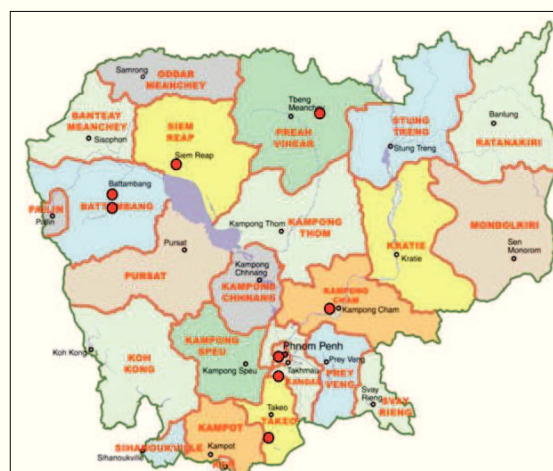 Samrong
ODDAR
MEANCHEY
BANTEAY
MEANCHEY
Sisophon
SIEM
REAP
Siem Reap
Tbeng
Meanchey
PREAH
VIHEAR
STUNG
TRENG
Stung Treng
Banlung
RATANAKIRI
Battambang
BATTAMBANG
PAILIN
Pailin
Kampong Thom
KAMPONG
THOM
KRATIE
Kratie
MONDOLKIRI
Sen
Monorom
Pursat
PURSAT
Kampong
Chhnang
KAMPONG
CHHNANG
KAMPONG
CHAM
Kampong Cham
KAMPONG
SPEU
Kampong Speu
Phnom Penh
Takhmau
KANDAL
Prey Veng
PREY
VENG
Svay
Rieng
SVAY
RIENG
Koh Kong
KOH
KONG
Takeo
TAKEO
KAMPOT
Kampot
SIHANOUKVILLE
Sihanoukville